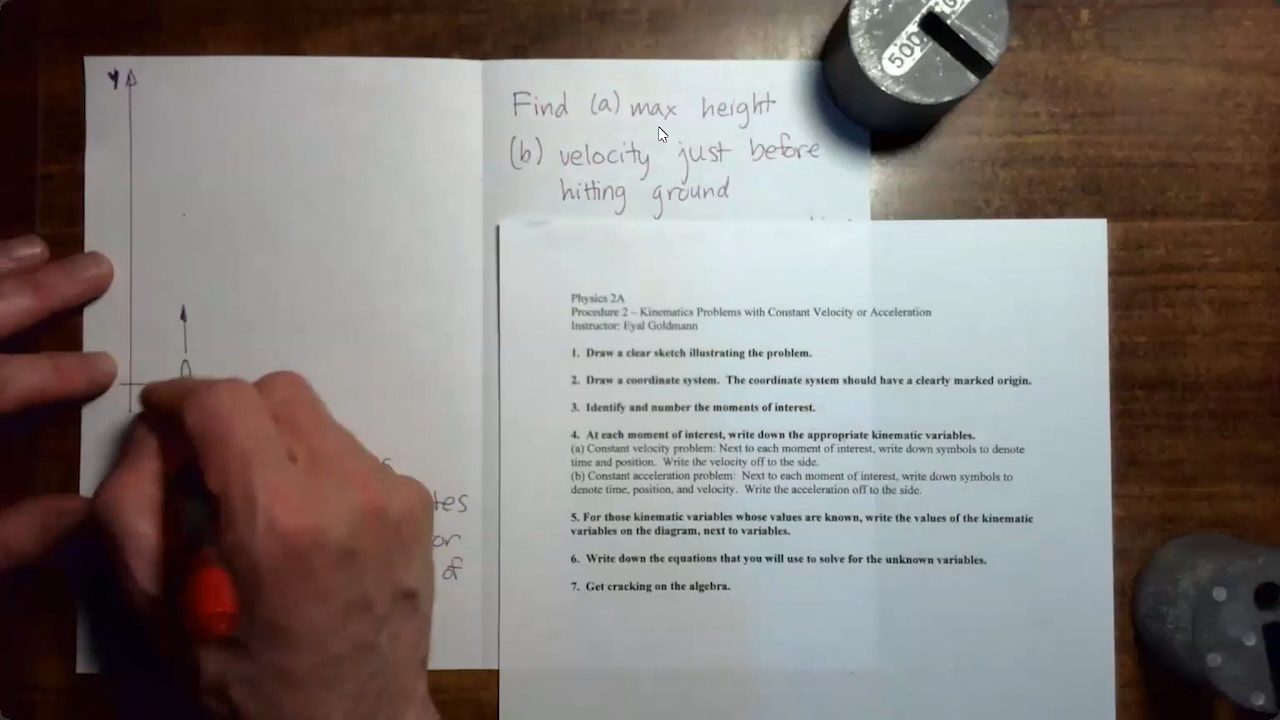 y
Find (a) max height
(b) velocity just before
hitting ground
500
Physics 2A
Procedure 2 – Kinematics Problems with Constant Velocity or Acceleration
Instructor: Eyal Goldmann
1. Draw a clear sketch illustrating the problem.
2. Draw a coordinate system. The coordinate system should have a clearly marked origin.
3. Identify and number the moments of interest.
4. At each moment of interest, write down the appropriate kinematic variables.
(a) Constant velocity problem: Next to each moment of interest, write down symbols to denote
time and position. Write the velocity off to the side.
(b) Constant acceleration problem: Next to each moment of interest, write down symbols to
denote time, position, and velocity. Write the acceleration off to the side.
5. For those kinematic variables whose values are known, write the values of the kinematic
variables on the diagram, next to variables.
6. Write down the equations that you will use to solve for the unknown variables.
7. Get cracking on the algebra.
tes
or
of